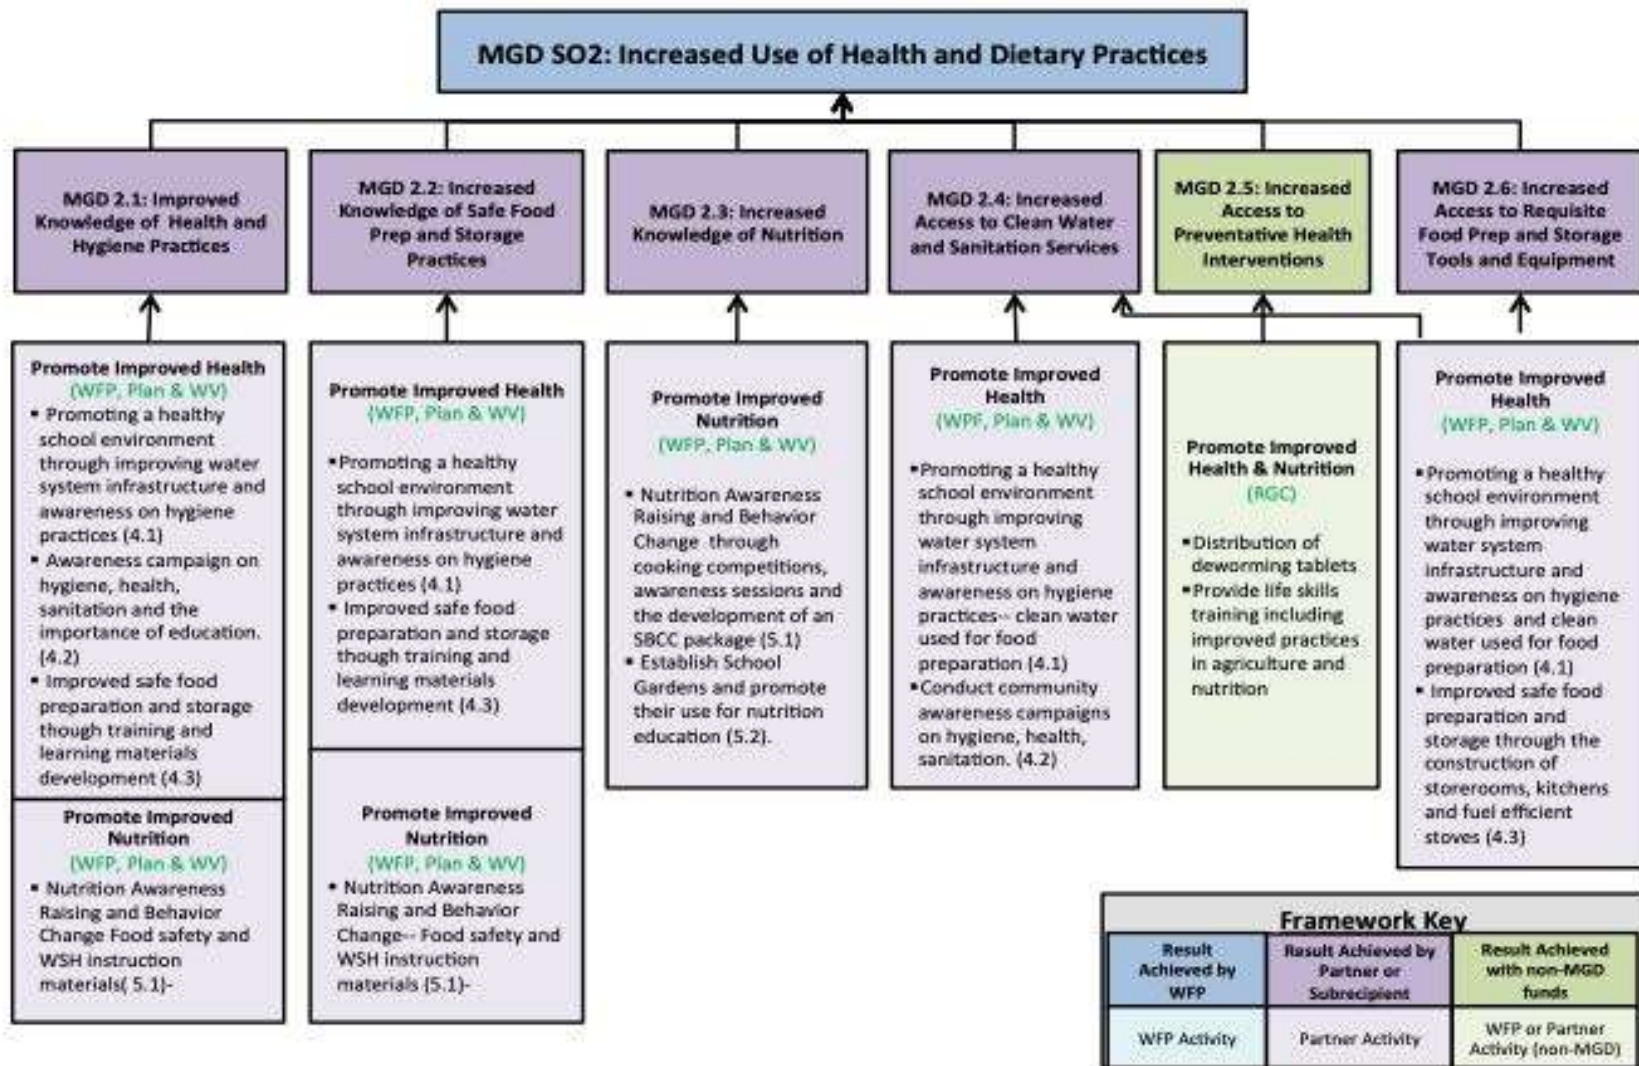 MGD SO2: Increased Use of Health and Dietary Practices
MGD 2.1: Improved
Knowledge of Health and
Hygiene Practices
MGD 2.2: Increased
Knowledge of Safe Food
Prep and Storage
Practices
MGD 2.3: Increased
Knowledge of Nutrition
MGD 2.4: Increased
Access to Clean Water
and Sanitation Services
MGD 2.5: Increased
Access to
Preventative Health
Interventions
MGD 2.6: Increased
Access to Requisite
Food Prep and Storage
Tools and Equipment
Promote Improved Health
(WFP, Plan & WV)
▪ Promoting a healthy
school environment
through improving water
system infrastructure and
awareness on hygiene
practices (4.1)
▪ Awareness campaign on
hygiene, health,
sanitation and the
importance of education.
(4.2)
▪ Improved safe food
preparation and storage
though training and
learning materials
development (4.3)
Promote Improved
Nutrition
(WFP, Plan & WV)
▪ Nutrition Awareness
Raising and Behavior
Change Food safety and
WSH instruction
materials( 5.1)-
Promote Improved Health
(WFP, Plan & WV)
▪Promoting a healthy
school environment
through improving water
system infrastructure and
awareness on hygiene
practices (4.1)
▪ Improved safe food
preparation and storage
though training and
learning materials
development (4.3)
Promote Improved
Nutrition
(WFP, Plan & WV)
▪ Nutrition Awareness
Raising and Behavior
Change-- Food safety and
WSH instruction
materials (5.1)-
Promote Improved
Nutrition
(WFP, Plan & WV)
▪ Nutrition Awareness
Raising and Behavior
Change through
cooking competitions,
awareness sessions and
the development of an
SBCC package (5.1)
▪ Establish School
Gardens and promote
their use for nutrition
education (5.2).
Promote Improved
Health
(WPF, Plan & WV)
▪Promoting a healthy
school environment
through improving
water system
infrastructure and
awareness on hygiene
practices-- clean water
used for food
preparation (4.1)
▪Conduct community
awareness campaigns
on hygiene, health,
sanitation. (4.2)
Promote Improved
Health & Nutrition
(RGC)
▪Distribution of
deworming tablets
▪Provide life skills
training including
improved practices
in agriculture and
nutrition
Promote Improved
Health
(WFP, Plan & WV)
▪Promoting a healthy
school environment
through improving
water system
infrastructure and
awareness on hygiene
practices and clean
water used for food
preparation (4.1)
▪ Improved safe food
preparation and
storage through the
construction of
storerooms, kitchens
and fuel efficient
stoves (4.3)
Framework Key
Result
Achieved by
WFP
Result Achieved by
Partner or
Subrecipient
Result Achieved
with non-MGD
funds
WFP Activity
Partner Activity
WFP or Partner
Activity (non-MGD)